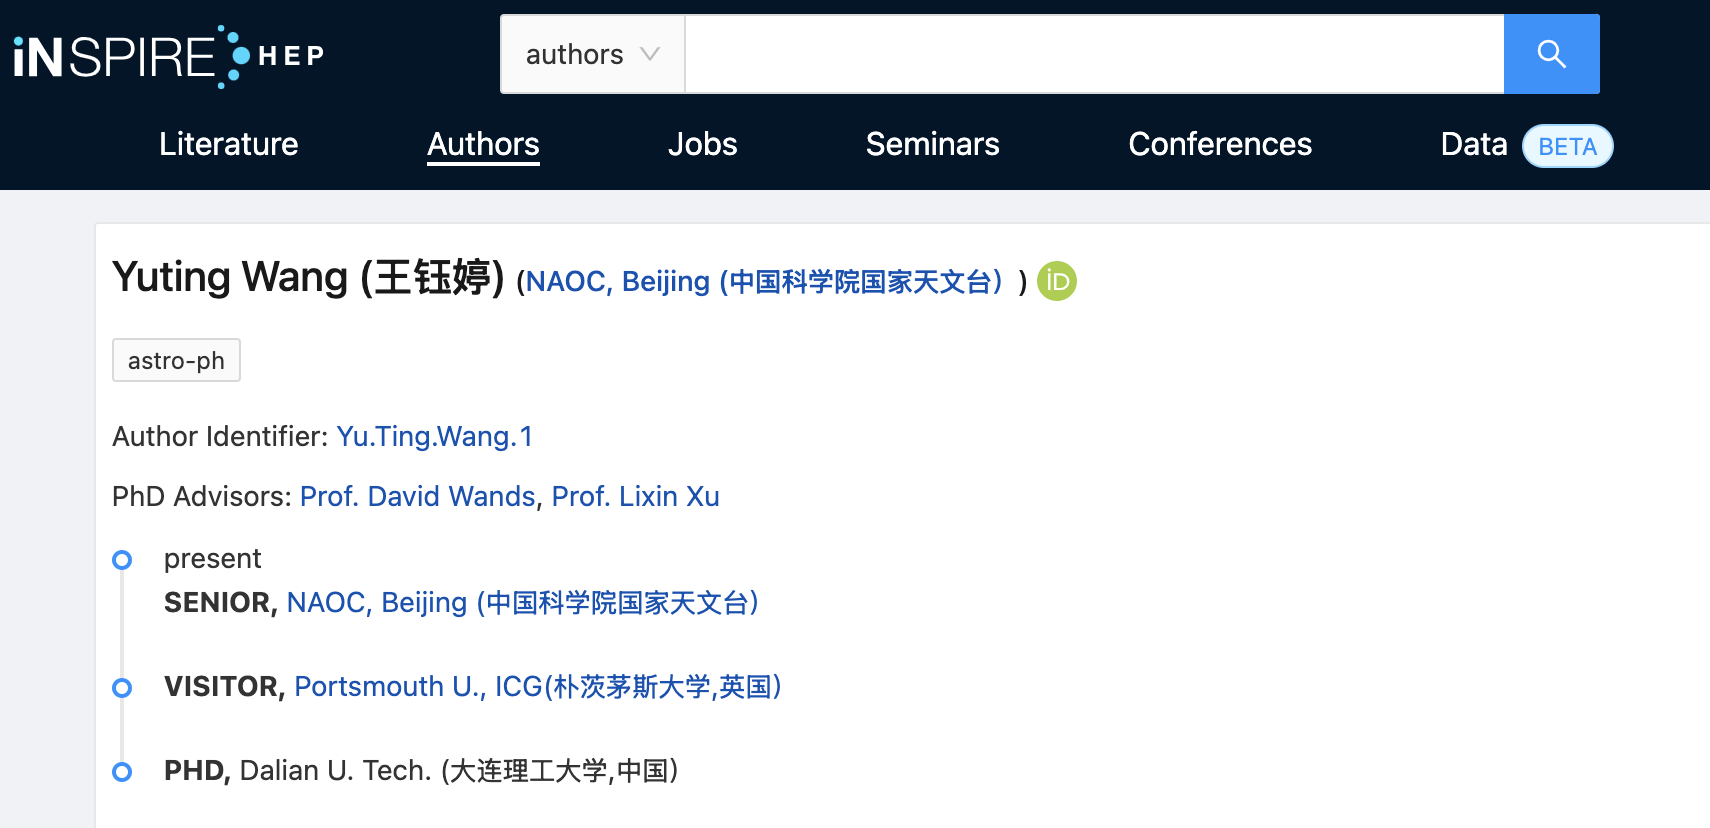 iNSPIRE HEP
authors
Literature Authors Jobs Seminars Conferences Data BETA
Yuting Wang (王钰婷) (NAOC, Beijing (中国科学院国家天文台）) iD
astro-ph
Author Identifier: Yu.Ting.Wang.1
PhD Advisors: Prof. David Wands, Prof. Lixin Xu
present
SENIOR, NAOC, Beijing (中国科学院国家天文台)
VISITOR, Portsmouth U., ICG(朴茨茅斯大学,英国)
PHD, Dalian U. Tech. (大连理工大学,中国)